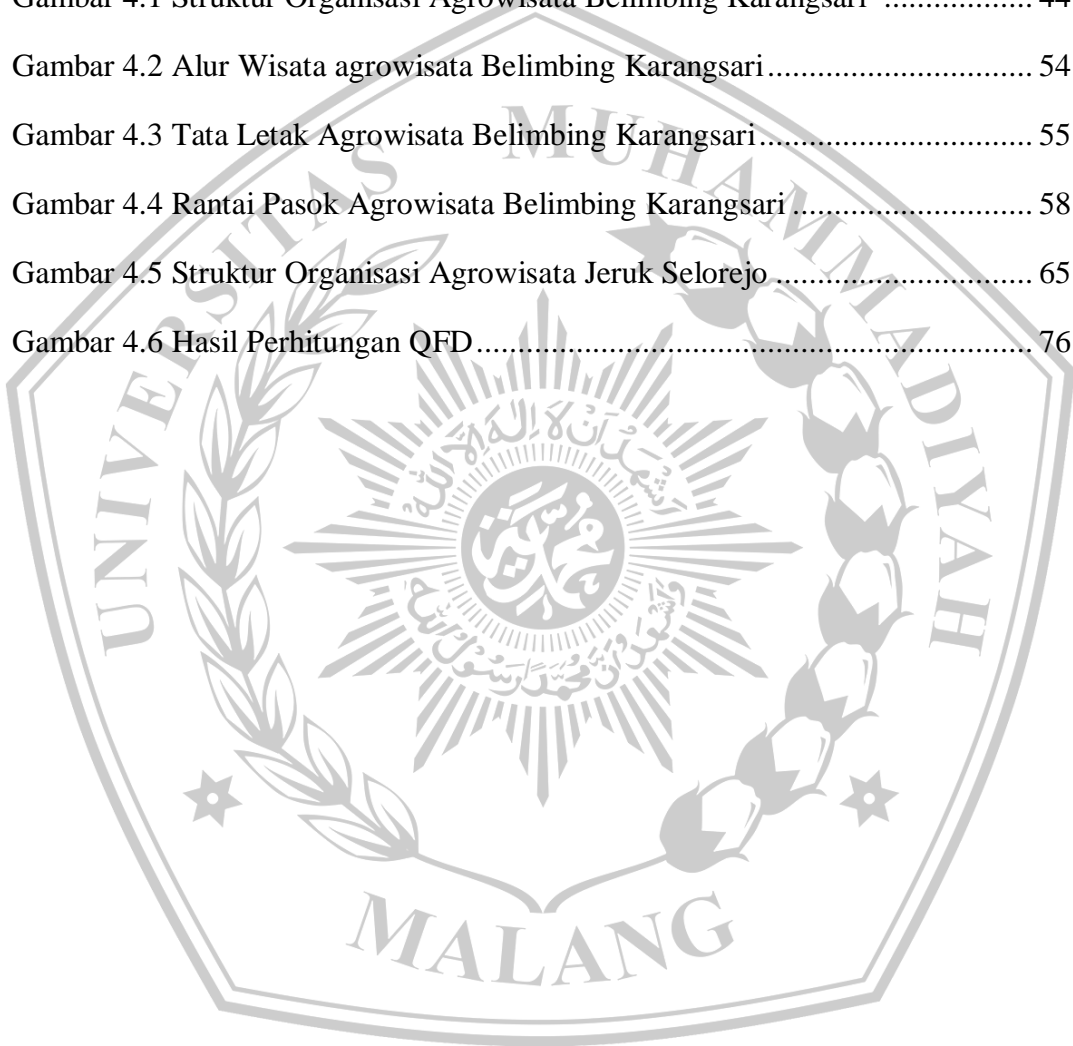 Gambar 4.1 Struktur Organisasi Agrowisata Belimbing Karangsari .................. 44
Gambar 4.2 Alur Wisata agrowisata Belimbing Karangsari................................ 54
Gambar 4.3 Tata Letak Agrowisata Belimbing Karangsari................................. 55
Gambar 4.4 Rantai Pasok Agrowisata Belimbing Karangsari ............................. 58
Gambar 4.5 Struktur Organisasi Agrowisata Jeruk Selorejo ............................... 65
Gambar 4.6 Hasil Perhitungan QFD.................................................................... 76
UNIVERSITAS MUHAMMADIYAH
MALANG